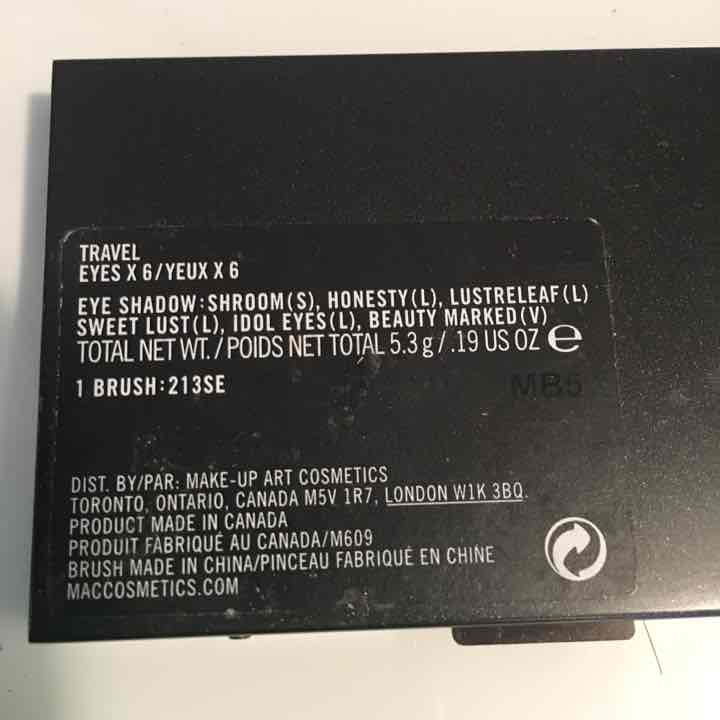 TRAVEL
EYES X 6/YEUX X 6
EYE SHADOW:SHROOM(S), HONESTY(L), LUSTRELEAF(L)
SWEET LUST(L), IDOL EYES(L), BEAUTY MARKED(V)
TOTAL NET WT./POIDS NET TOTAL 5.3 g/.19 US OZ e
1 BRUSH:213SE
MB5
DIST. BY/PAR: MAKE-UP ART COSMETICS
TORONTO, ONTARIO, CANADA M5V 1R7, LONDON W1K 3BQ.
PRODUCT MADE IN CANADA
PRODUIT FABRIQUÉ AU CANADA/M609
BRUSH MADE IN CHINA/PINCEAU FABRIQUÉ EN CHINE
MACCOSMETICS.COM